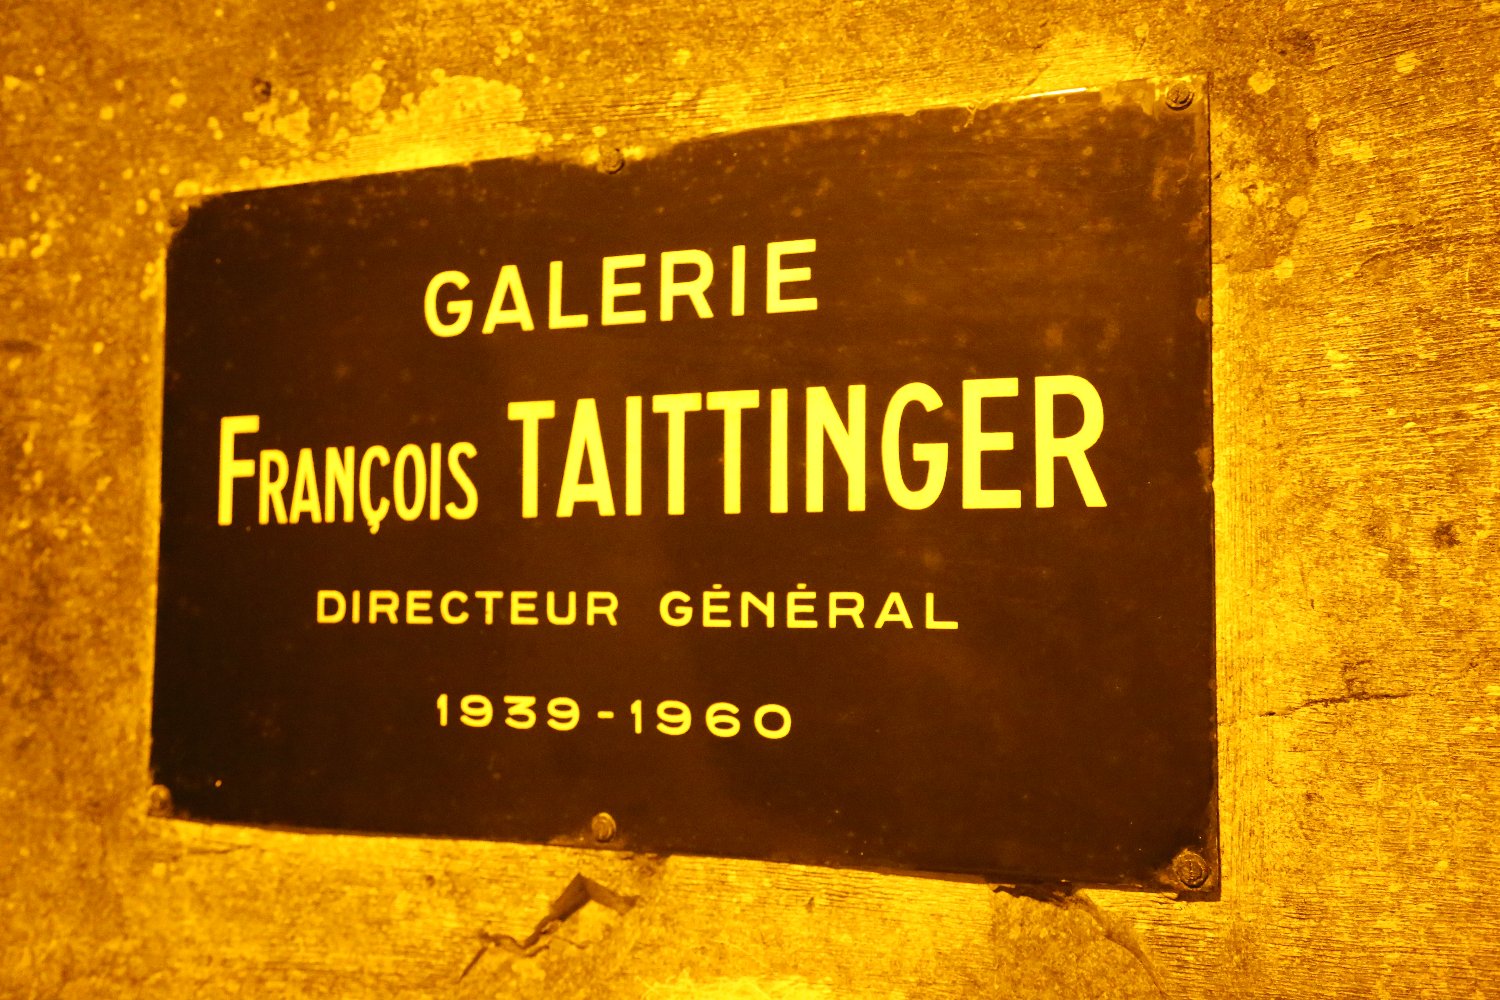 GALERIE
FRANÇOIS TAITTINGER
DIRECTEUR GÉNÉRAL
1939-1960